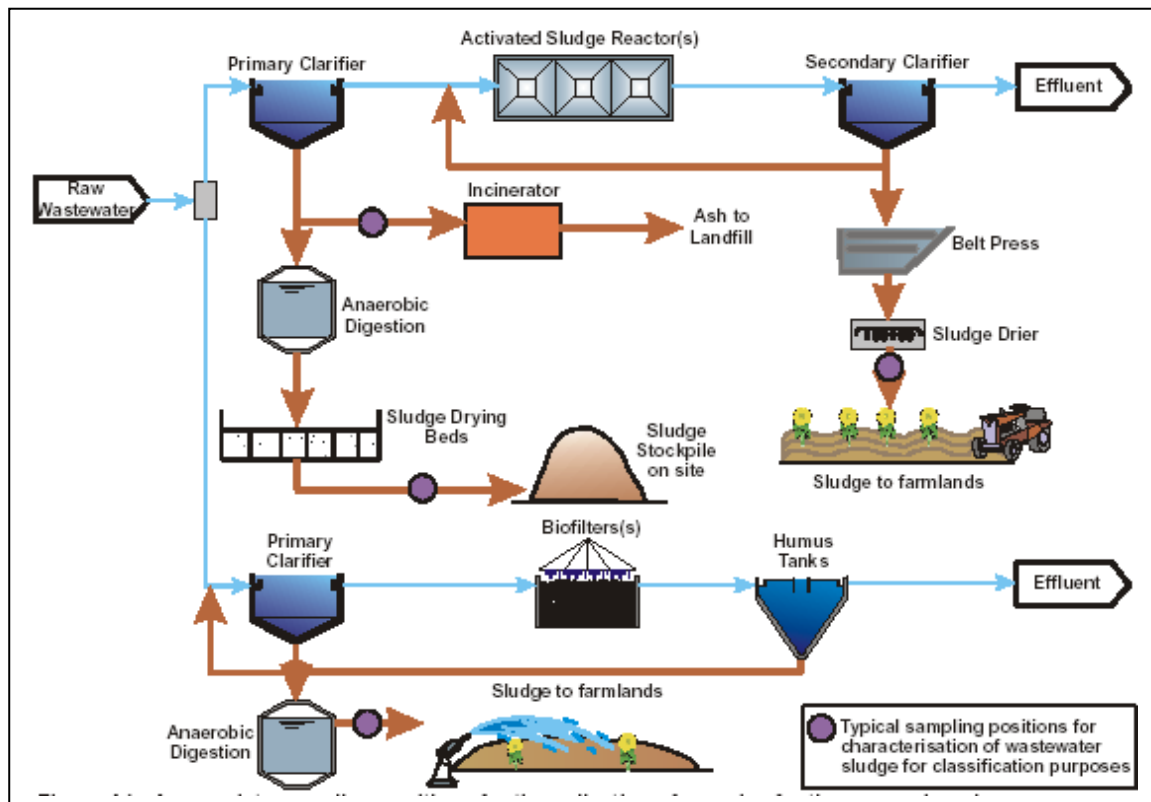 Activated Sludge Reactor(s)
Primary Clarifier
Secondary Clarifier
Effluent
Raw
Wastewater
Incinerator
Ash to
Landfill
Belt Press
Anaerobic
Digestion
Sludge Drier
Sludge Drying
Beds
Sludge
Stockpile
on site
Sludge to farmlands
Primary
Clarifier
Biofilters(s)
Humus
Tanks
Effluent
Sludge to farmlands
Anaerobic
Digestion
Typical sampling positions for
characterisation of wastewater
sludge for classification purposes